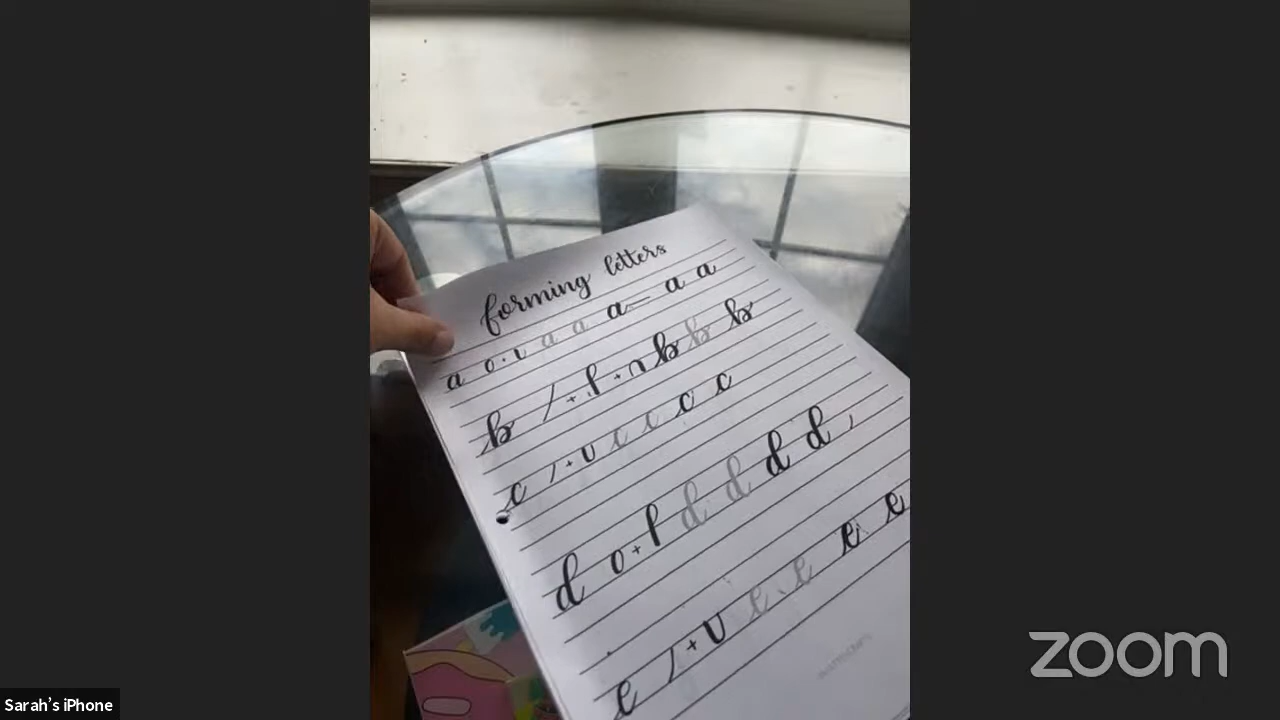 forming letters
a o + ı a a a a a
b / + l + n b b b
c / + u c c c c
d o + l d d d d /
e / + u e e e e
zoom
Sarah's iPhone